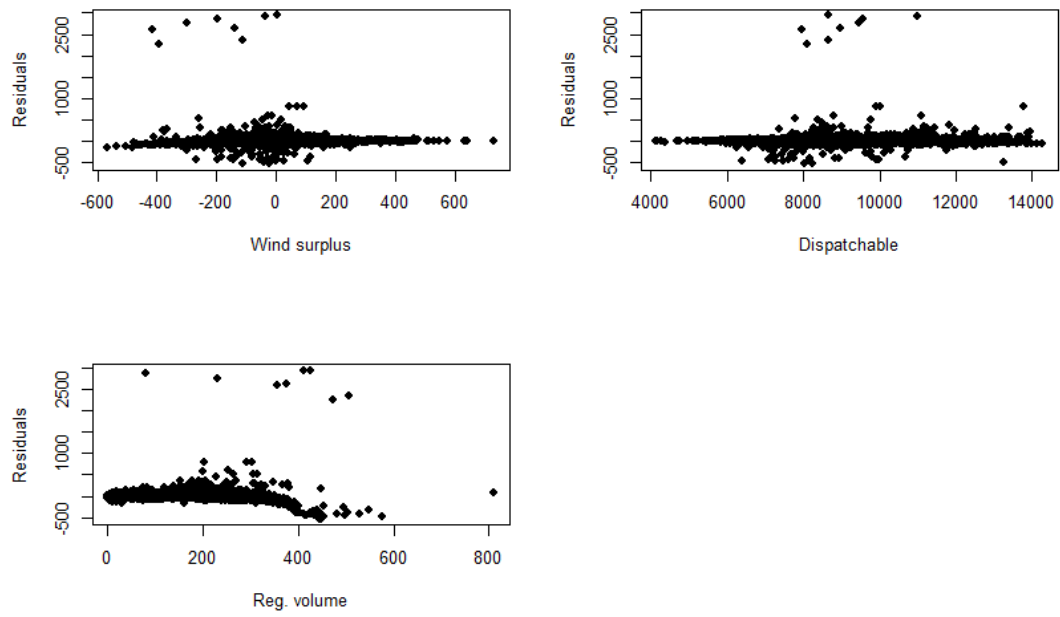 Residuals
2500
1000
-500
-600 -400 -200 0 200 400 600
Wind surplus
Residuals
2500
1000
-500
4000 6000 8000 10000 12000 14000
Dispatchable
Residuals
2500
1000
-500
0 200 400 600 800
Reg. volume